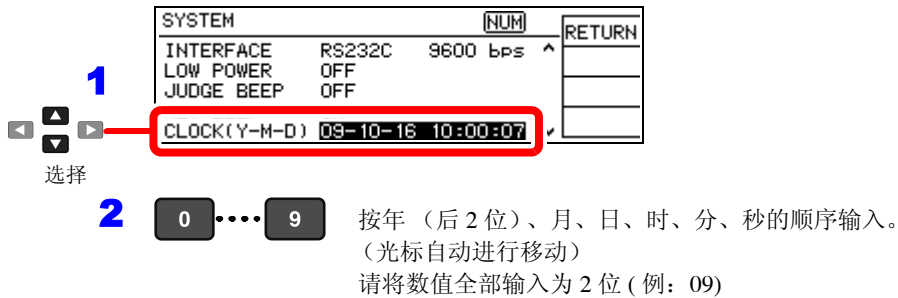 SYSTEM NUM RETURN
INTERFACE RS232C 9600 bps
LOW POWER OFF
JUDGE BEEP OFF
1
CLOCK(Y-M-D) 09-10-16 10:00:07
选择
2 0 9 按年 （后 2 位）、月、日、时、分、秒的顺序输入。
（光标自动进行移动）
请将数值全部输入为 2 位 ( 例：09)